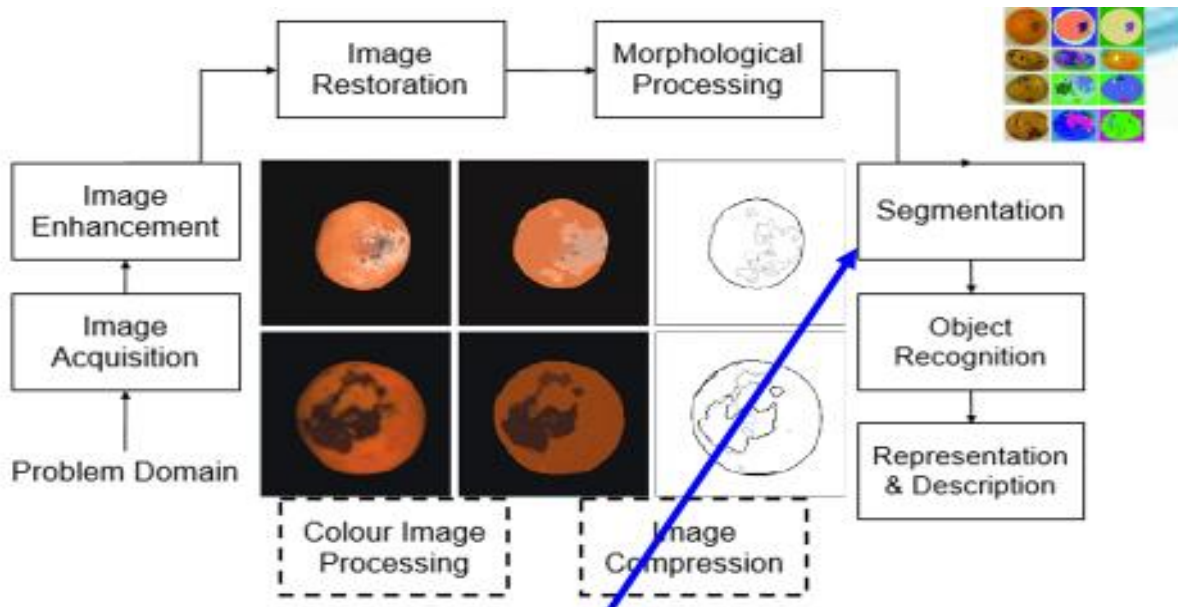 Image
Restoration
Morphological
Processing
Image
Enhancement
Segmentation
Image
Acquisition
Object
Recognition
Problem Domain
Representation
& Description
Colour Image
Processing
Image
Compression